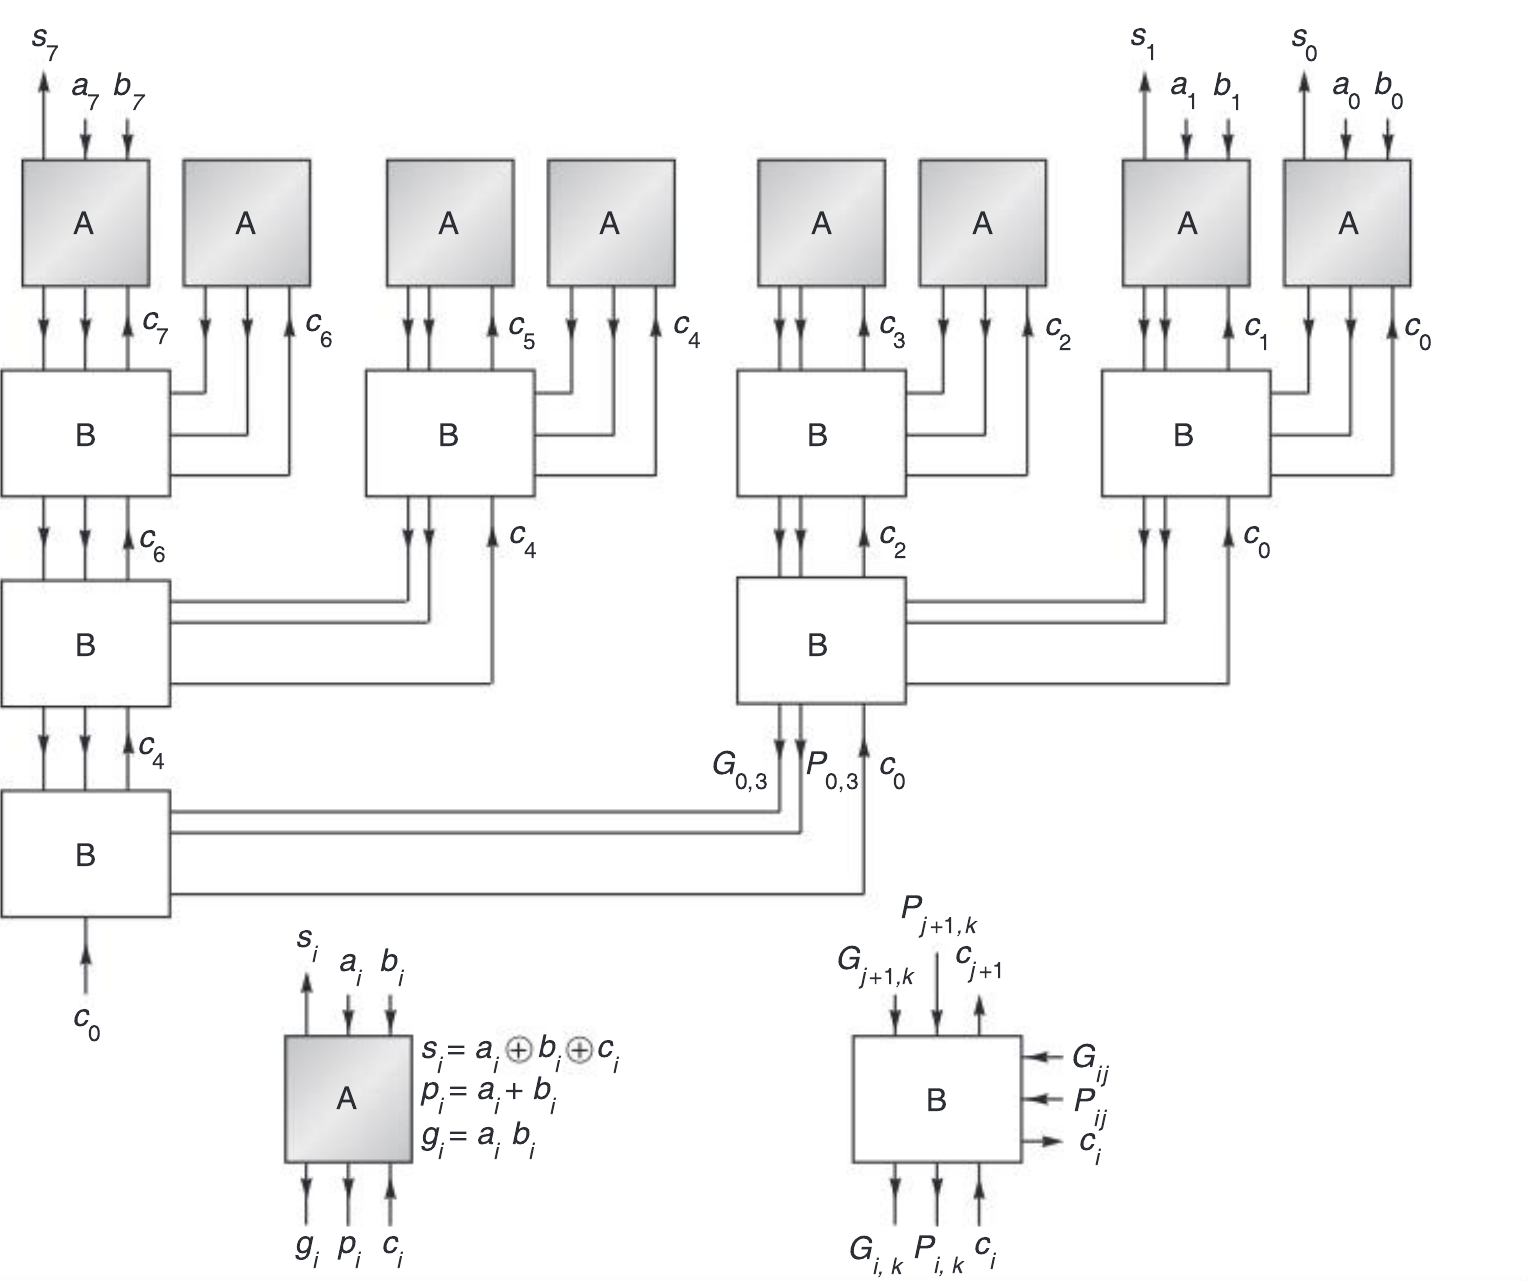 s7 a7 b7 s1 a1 b1 s0 a0 b0
A A A A A A A A
c7 c6 c5 c4 c3 c2 c1 c0
B B B B
c6 c4 c2 c0
B B
c4 G0,3 P0,3 c0
B
c0
si ai bi
A
si = ai ⊕ bi ⊕ ci
pi = ai + bi
gi = ai bi
gi pi ci
Pj+1,k
Gj+1,k cj+1
B
Gij
Pij
ci
Gi, k Pi, k ci